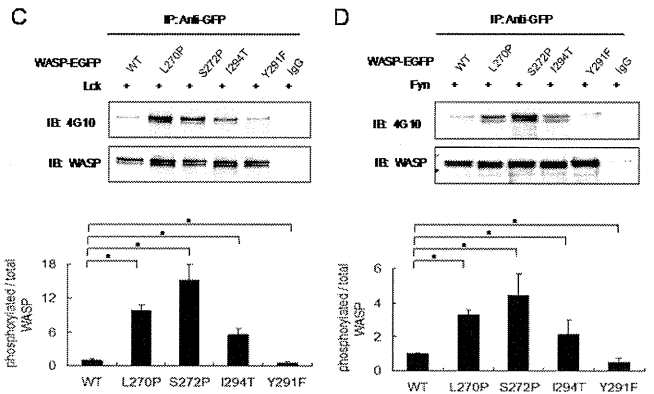 C
IP: Anti-GFP
WASP-EGFP WT L270P S272P I294T Y291F IgG
Lck + + + + + +
IB: 4G10
IB: WASP
* * * *
phosphorylated / total WASP
18
12
6
0
WT L270P S272P I294T Y291F
D
IP: Anti-GFP
WASP-EGFP WT L270P S272P I294T Y291F IgG
Fyn + + + + + +
IB: 4G10
IB: WASP
* * * *
phosphorylated / total WASP
6
4
2
0
WT L270P S272P I294T Y291F